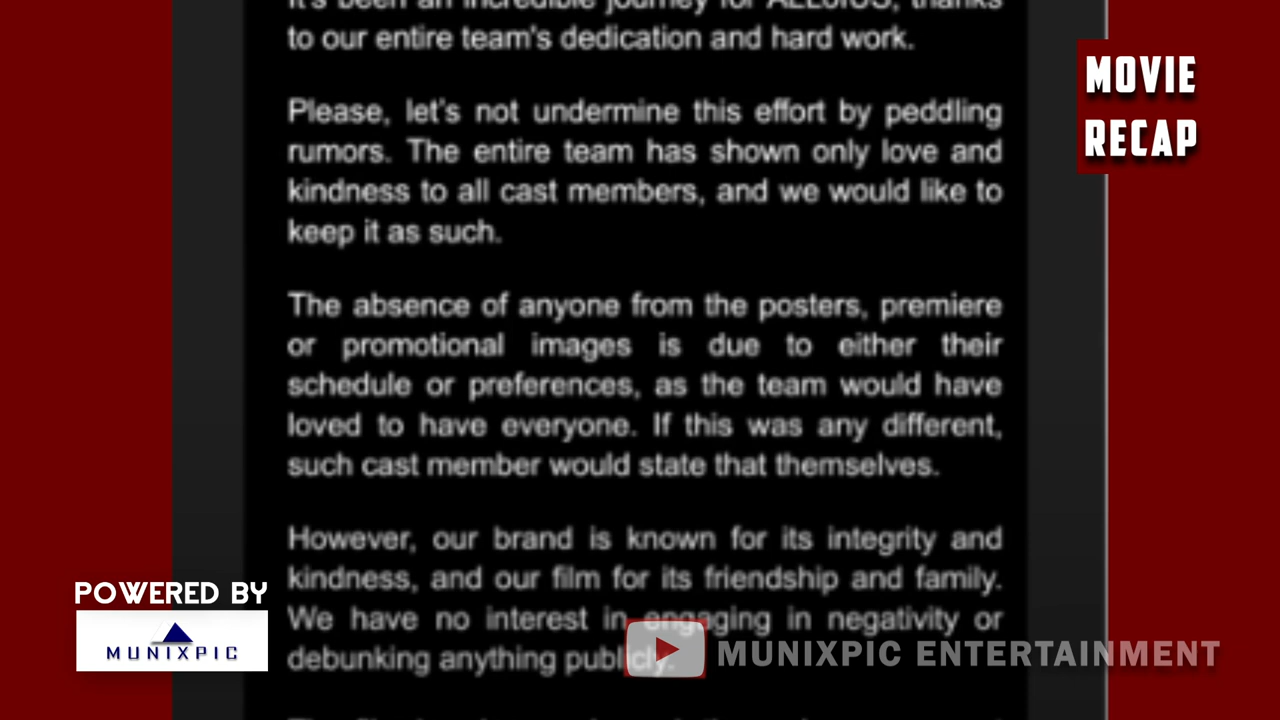 It's been an incredible journey for ALL8IUS, thanks
to our entire team's dedication and hard work.
Please, let's not undermine this effort by peddling
rumors. The entire team has shown only love and
kindness to all cast members, and we would like to
keep it as such.
The absence of anyone from the posters, premiere
or promotional images is due to either their
schedule or preferences, as the team would have
loved to have everyone. If this was any different,
such cast member would state that themselves.
However, our brand is known for its integrity and
kindness, and our film for its friendship and family.
We have no interest in engaging in negativity or
debunking anything publicly.
MOVIE
RECAP
POWERED BY
MUNIXPIC
MUNIXPIC ENTERTAINMENT